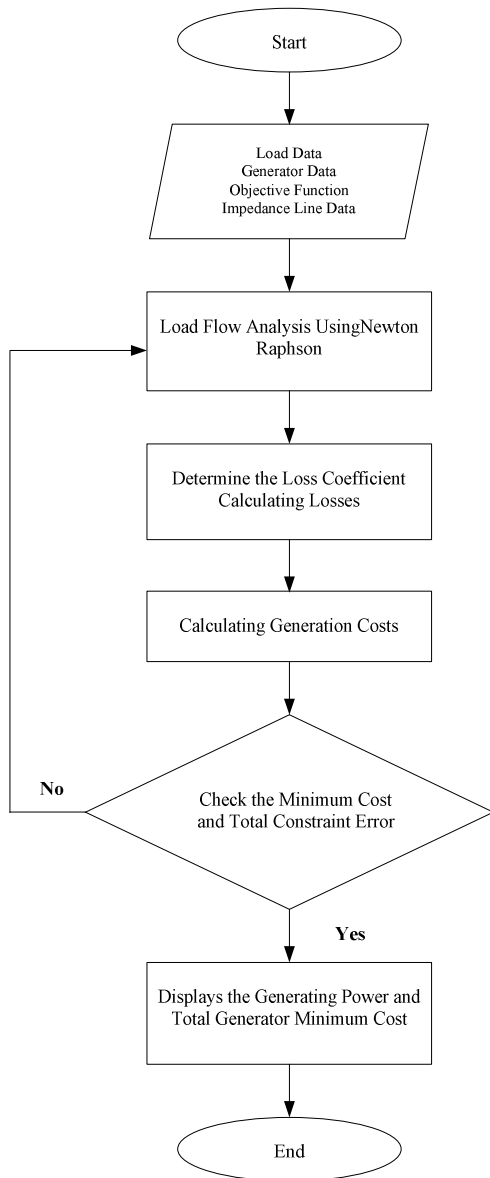 Start
Load Data
Generator Data
Objective Function
Impedance Line Data
Load Flow Analysis UsingNewton
Raphson
Determine the Loss Coefficient
Calculating Losses
Calculating Generation Costs
No
Check the Minimum Cost
and Total Constraint Error
Yes
Displays the Generating Power and
Total Generator Minimum Cost
End